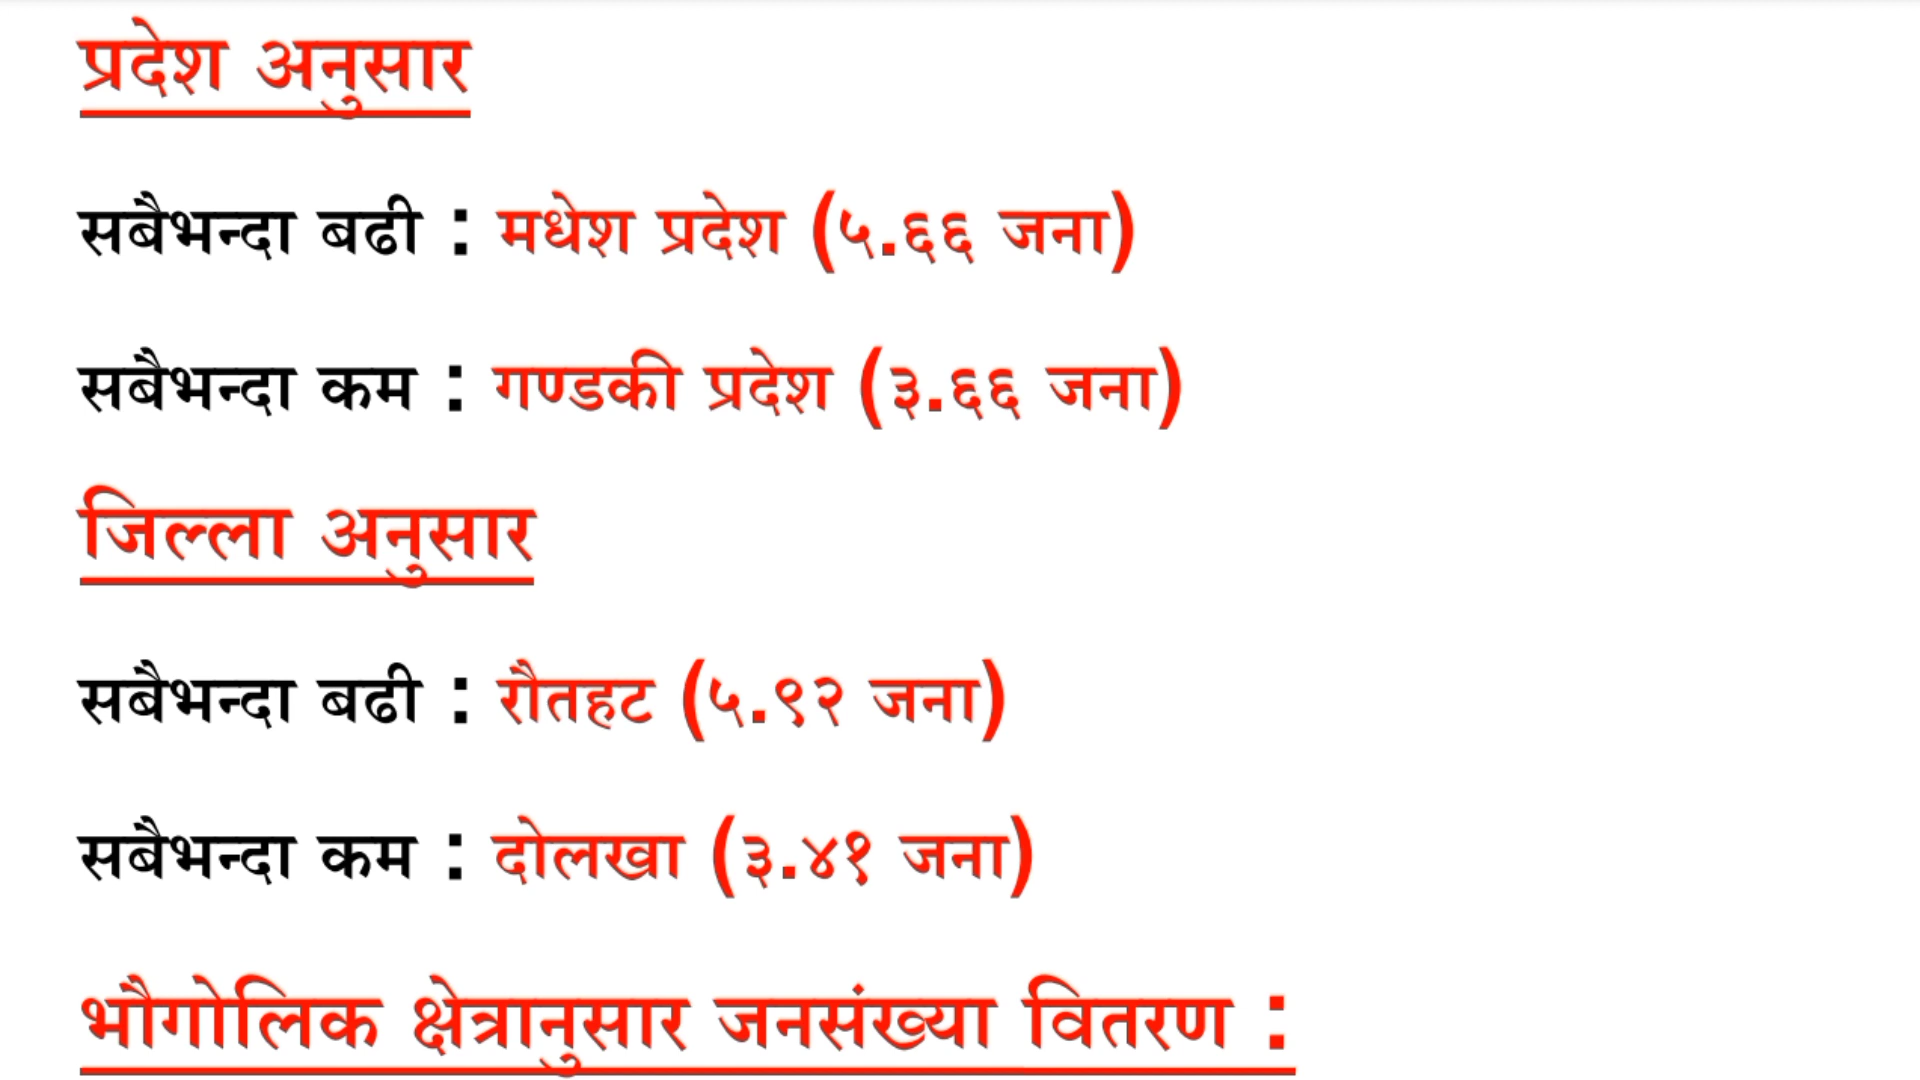 प्रदेश अनुसार
सबैभन्दा बढी : मधेश प्रदेश (५.६६ जना)
सबैभन्दा कम : गण्डकी प्रदेश (३.६६ जना)
जिल्ला अनुसार
सबैभन्दा बढी : रौतहट (५.९२ जना)
सबैभन्दा कम : दोलखा (३.४१ जना)
भौगोलिक क्षेत्रानुसार जनसंख्या वितरण :